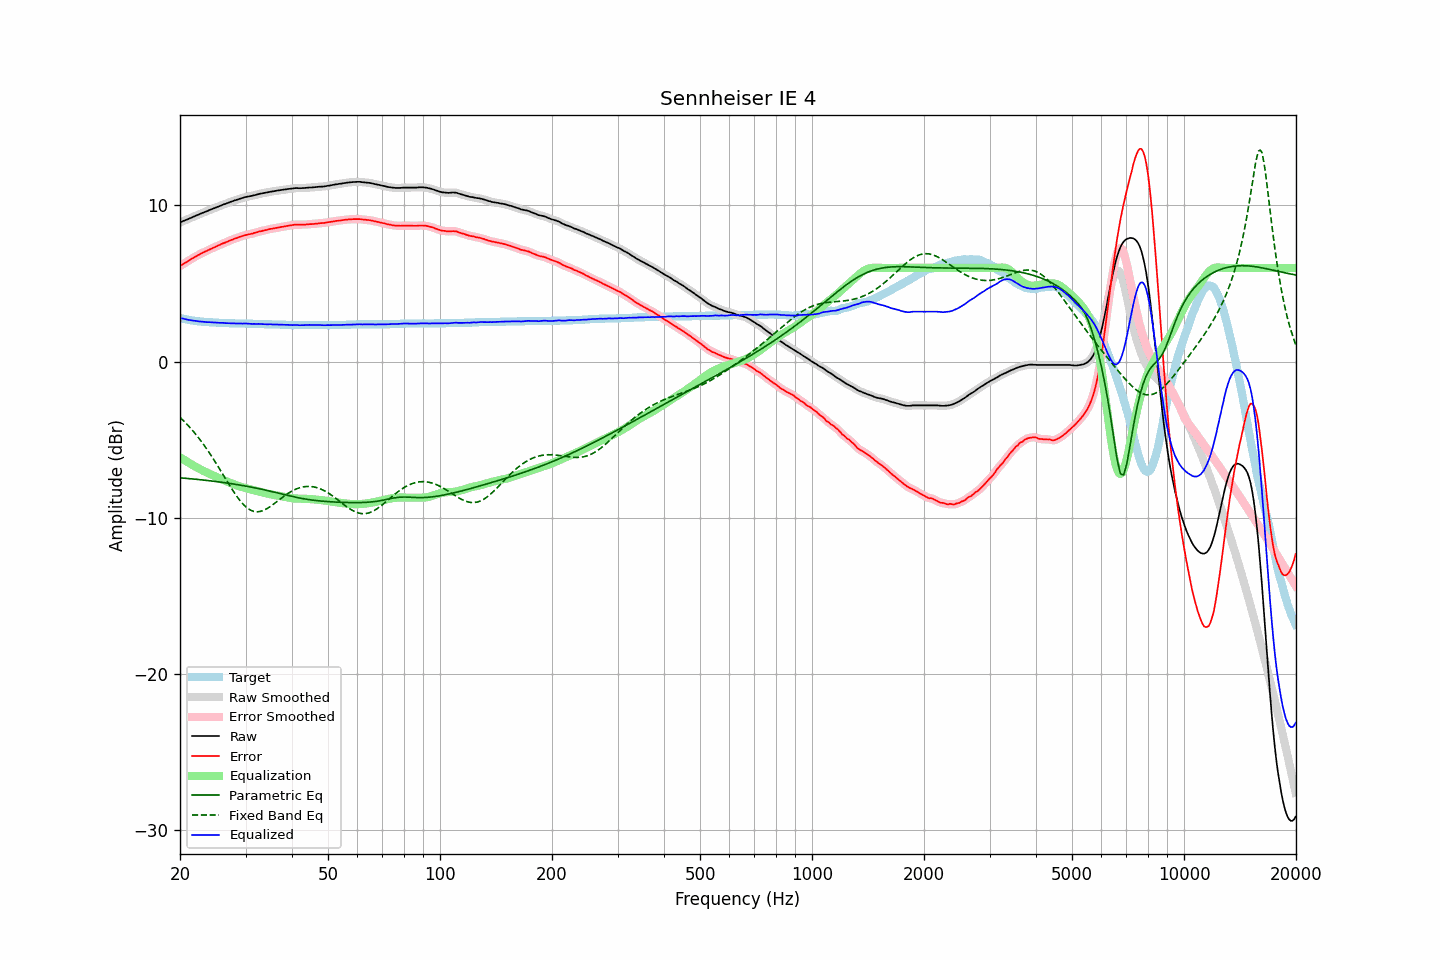 Sennheiser IE 4
Amplitude (dBr)
10
0
−10
−20
−30
Target
Raw Smoothed
Error Smoothed
Raw
Error
Equalization
Parametric Eq
Fixed Band Eq
Equalized
20 50 100 200 500 1000 2000 5000 10000 20000
Frequency (Hz)